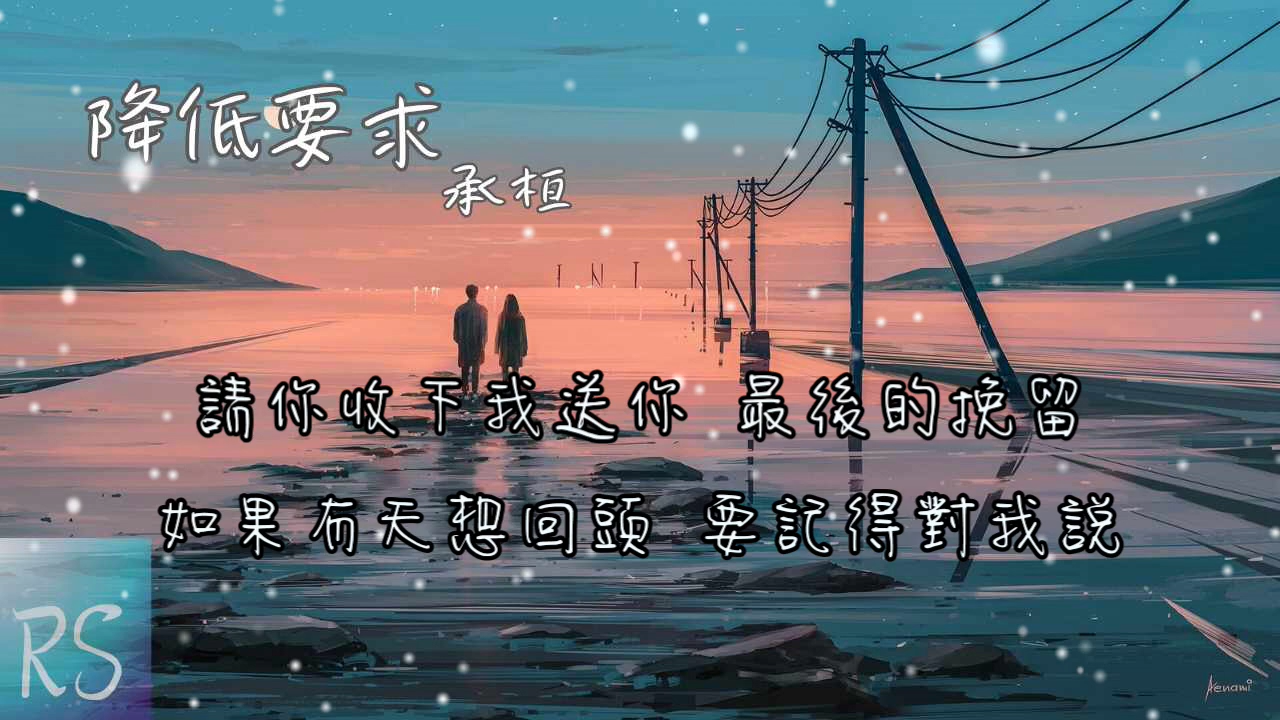 降低要求
承桓
請你收下我送你 最後的挽留
如果有天想回頭 要記得對我說
RS
Aenami